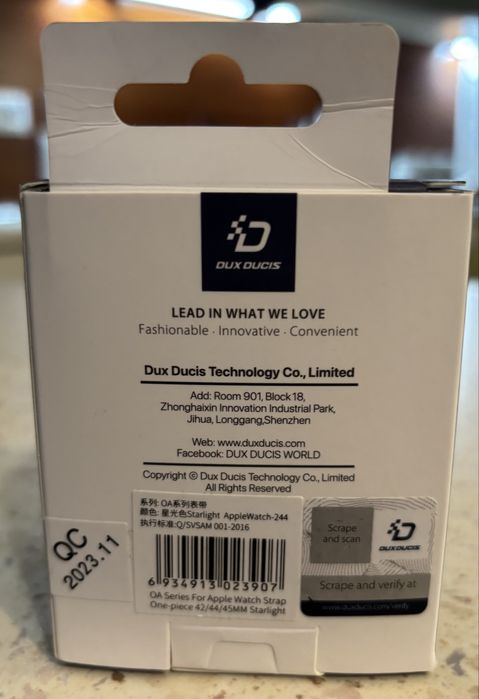 DUX DUCIS
LEAD IN WHAT WE LOVE
Fashionable · Innovative · Convenient
Dux Ducis Technology Co., Limited
Add: Room 901, Block 18,
Zhonghaixin Innovation Industrial Park,
Jihua, Longgang,Shenzhen
Web: www.duxducis.com
Facebook: DUX DUCIS WORLD
Copyright © Dux Ducis Technology Co., Limited
All Rights Reserved
系列: OA系列表带
颜色: 星光色Starlight AppleWatch-244
执行标准:Q/SVSAM 001-2016
6 934913 023907
OA Series For Apple Watch Strap
One-piece 42/44/45MM Starlight
QC
2023.11
Scrape
and scan
DUX DUCIS
Scrape and verify at
www.duxducis.com/verify